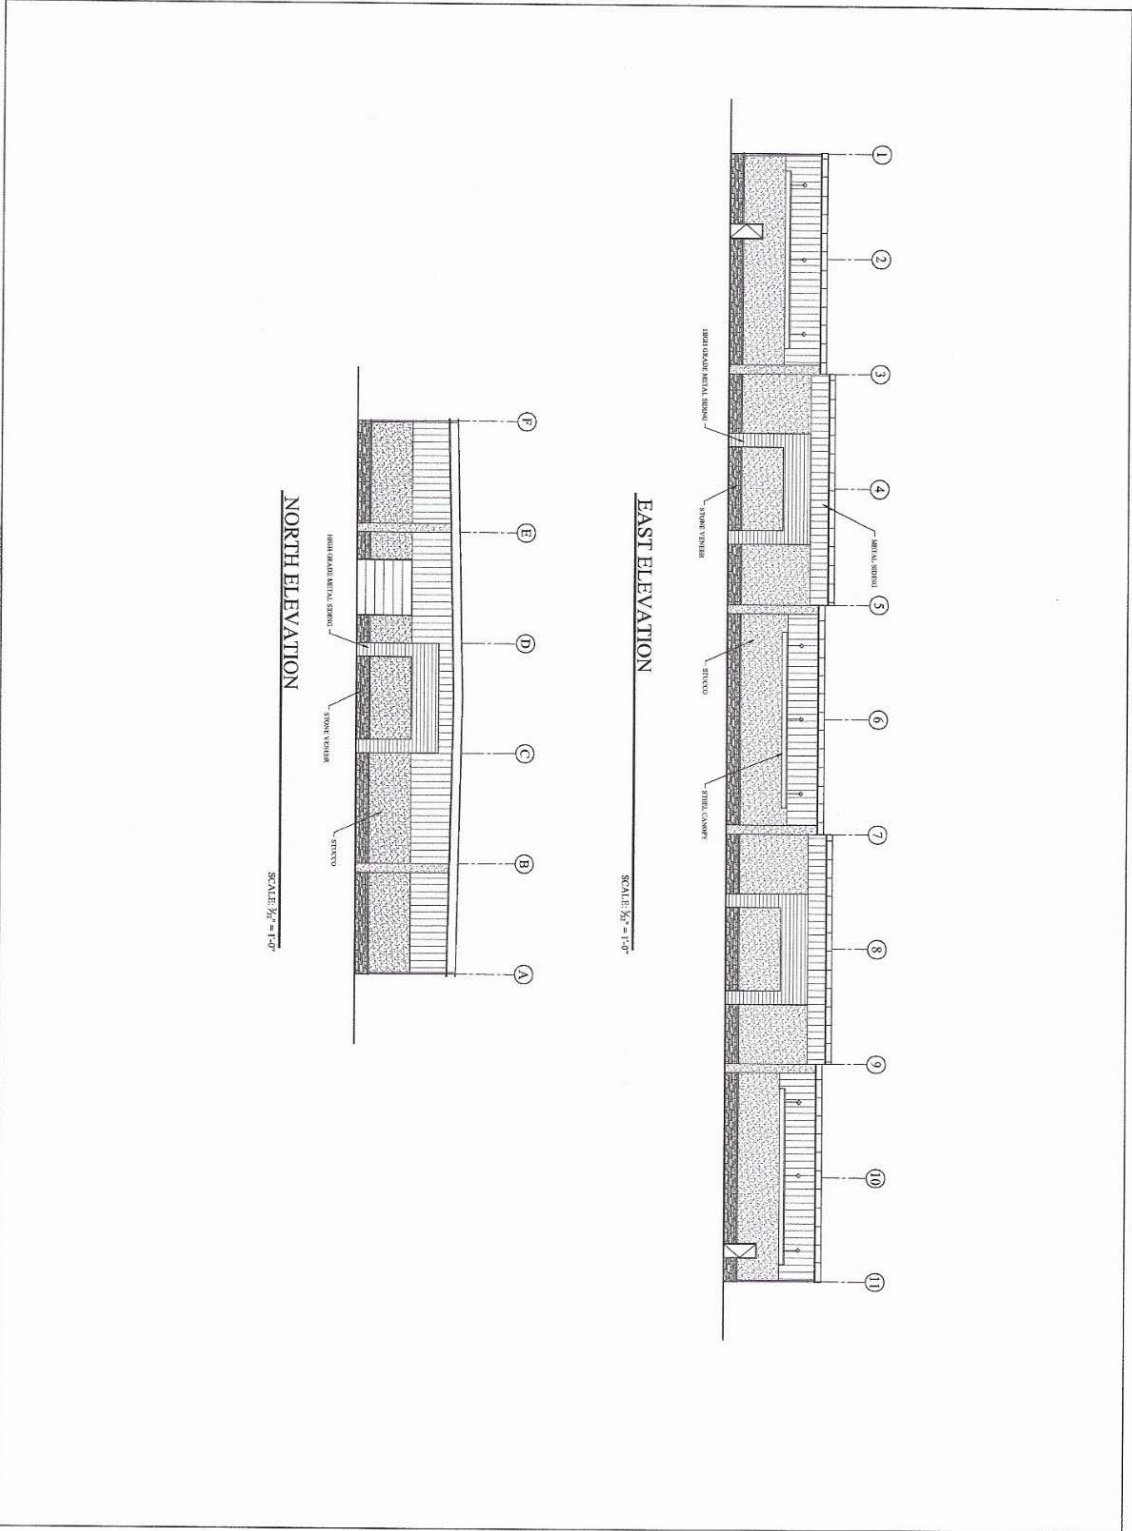 1
2
3
4
5
6
7
8
9
10
11
METAL SIDING
HIGH GRADE METAL SIDING
STONE VENEER
STUCCO
STEEL CANOPY
EAST ELEVATION
SCALE: 3/32" = 1'-0"
F
E
D
C
B
A
HIGH GRADE METAL SIDING
STONE VENEER
STUCCO
NORTH ELEVATION
SCALE: 3/32" = 1'-0"